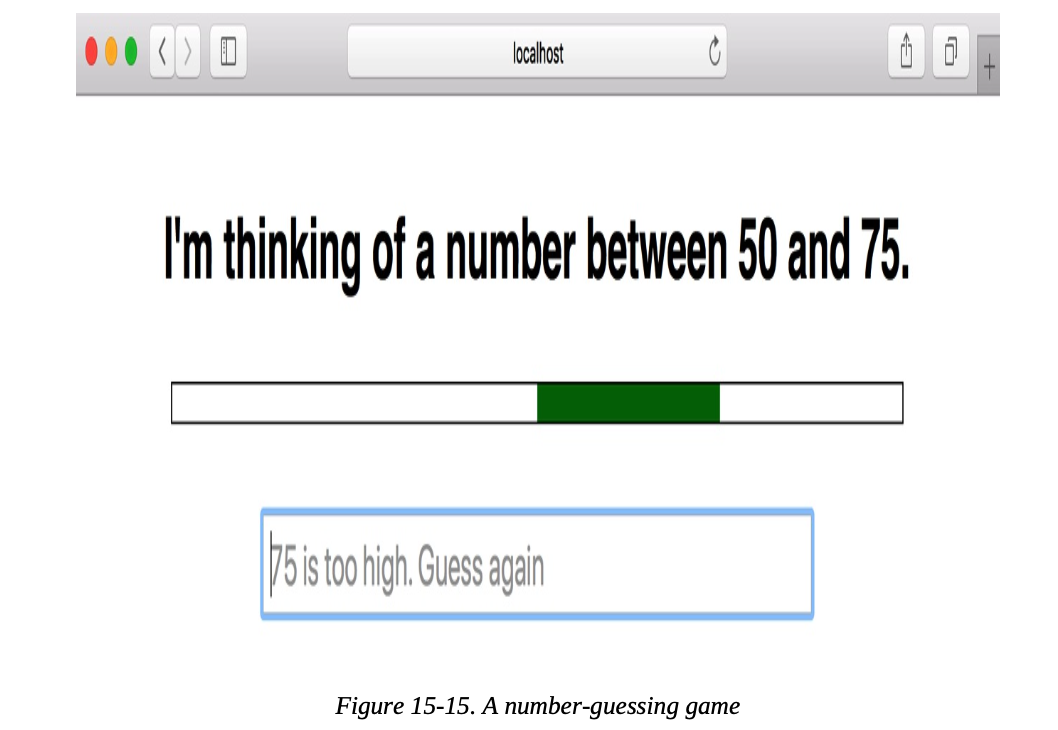 localhost
I'm thinking of a number between 50 and 75.
75 is too high. Guess again
Figure 15-15. A number-guessing game